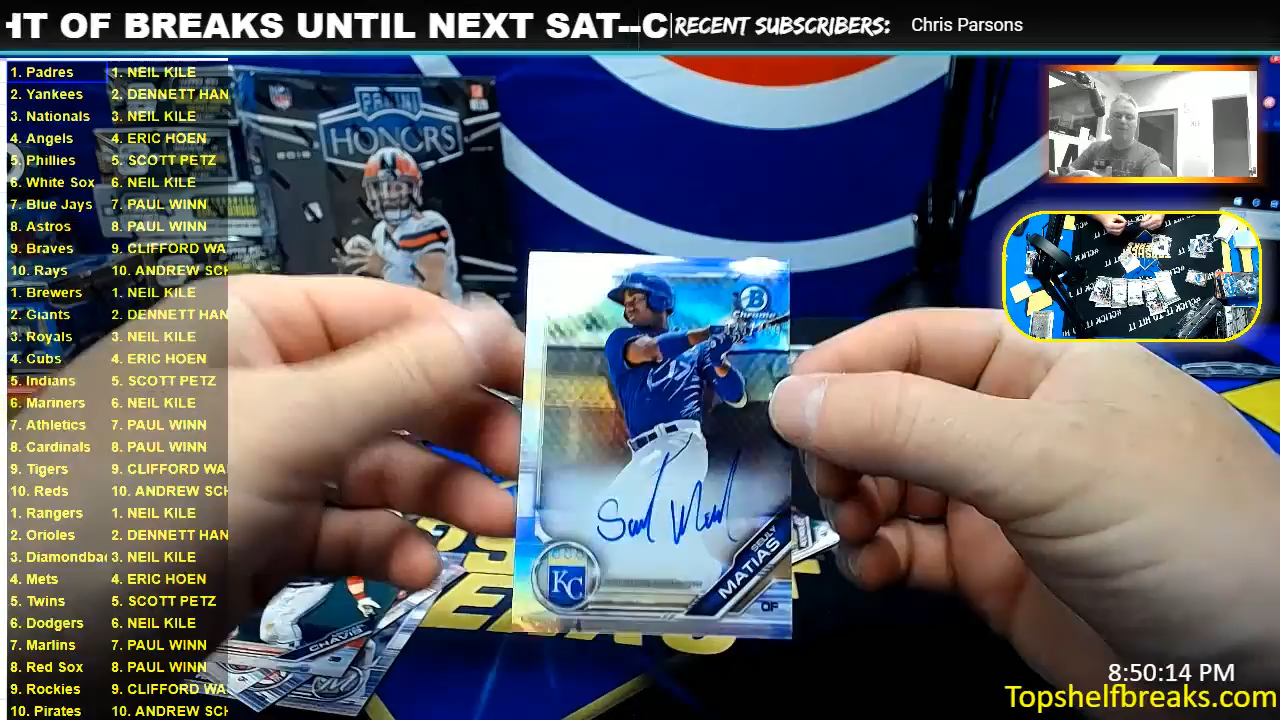 IT OF BREAKS UNTIL NEXT SAT--C
RECENT SUBSCRIBERS: Chris Parsons
1. Padres 1. NEIL KILE
2. Yankees 2. DENNETT HAN
3. Nationals 3. NEIL KILE
4. Angels 4. ERIC HOEN
5. Phillies 5. SCOTT PETZ
6. White Sox 6. NEIL KILE
7. Blue Jays 7. PAUL WINN
8. Astros 8. PAUL WINN
9. Braves 9. CLIFFORD WA
10. Rays 10. ANDREW SCH
1. Brewers 1. NEIL KILE
2. Giants 2. DENNETT HAN
3. Royals 3. NEIL KILE
4. Cubs 4. ERIC HOEN
5. Indians 5. SCOTT PETZ
6. Mariners 6. NEIL KILE
7. Athletics 7. PAUL WINN
8. Cardinals 8. PAUL WINN
9. Tigers 9. CLIFFORD WA
10. Reds 10. ANDREW SCH
1. Rangers 1. NEIL KILE
2. Orioles 2. DENNETT HAN
3. Diamondba 3. NEIL KILE
4. Mets 4. ERIC HOEN
5. Twins 5. SCOTT PETZ
6. Dodgers 6. NEIL KILE
7. Marlins 7. PAUL WINN
8. Red Sox 8. PAUL WINN
9. Rockies 9. CLIFFORD WA
10. Pirates 10. ANDREW SCH
PANINI
HONORS
NFL
B
Chrome
KC
SEULY
MATIAS
OF
CHAVIS
8:50:14 PM
Topshelfbreaks.com